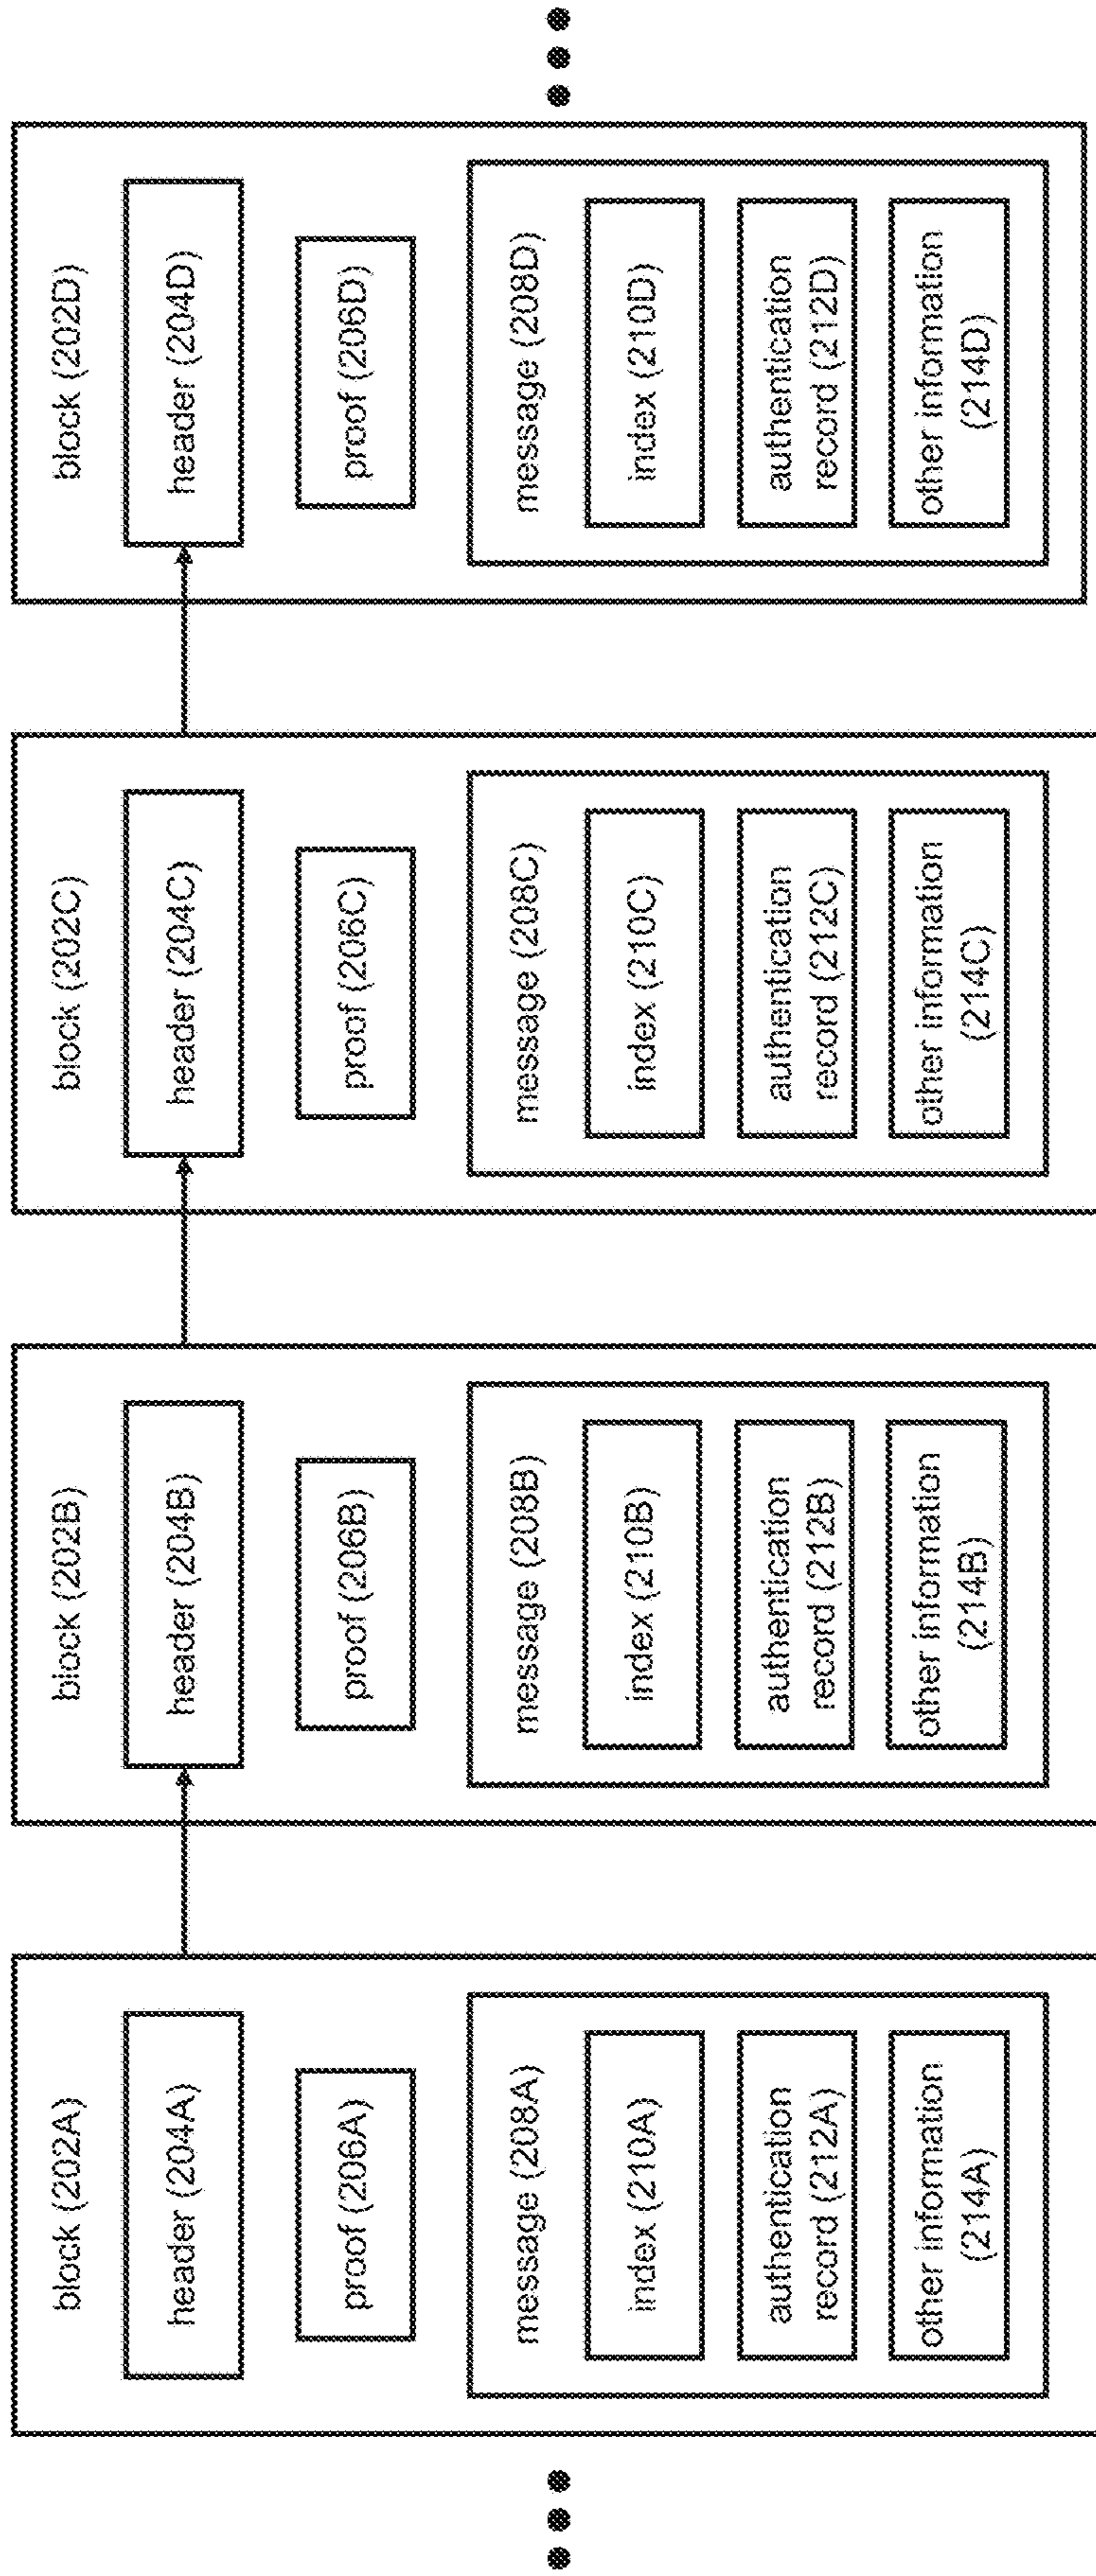 block (202A)
header (204A)
proof (206A)
message (208A)
index (210A)
authentication
record (212A)
other information
(214A)
block (202B)
header (204B)
proof (206B)
message (208B)
index (210B)
authentication
record (212B)
other information
(214B)
block (202C)
header (204C)
proof (206C)
message (208C)
index (210C)
authentication
record (212C)
other information
(214C)
block (202D)
header (204D)
proof (206D)
message (208D)
index (210D)
authentication
record (212D)
other information
(214D)